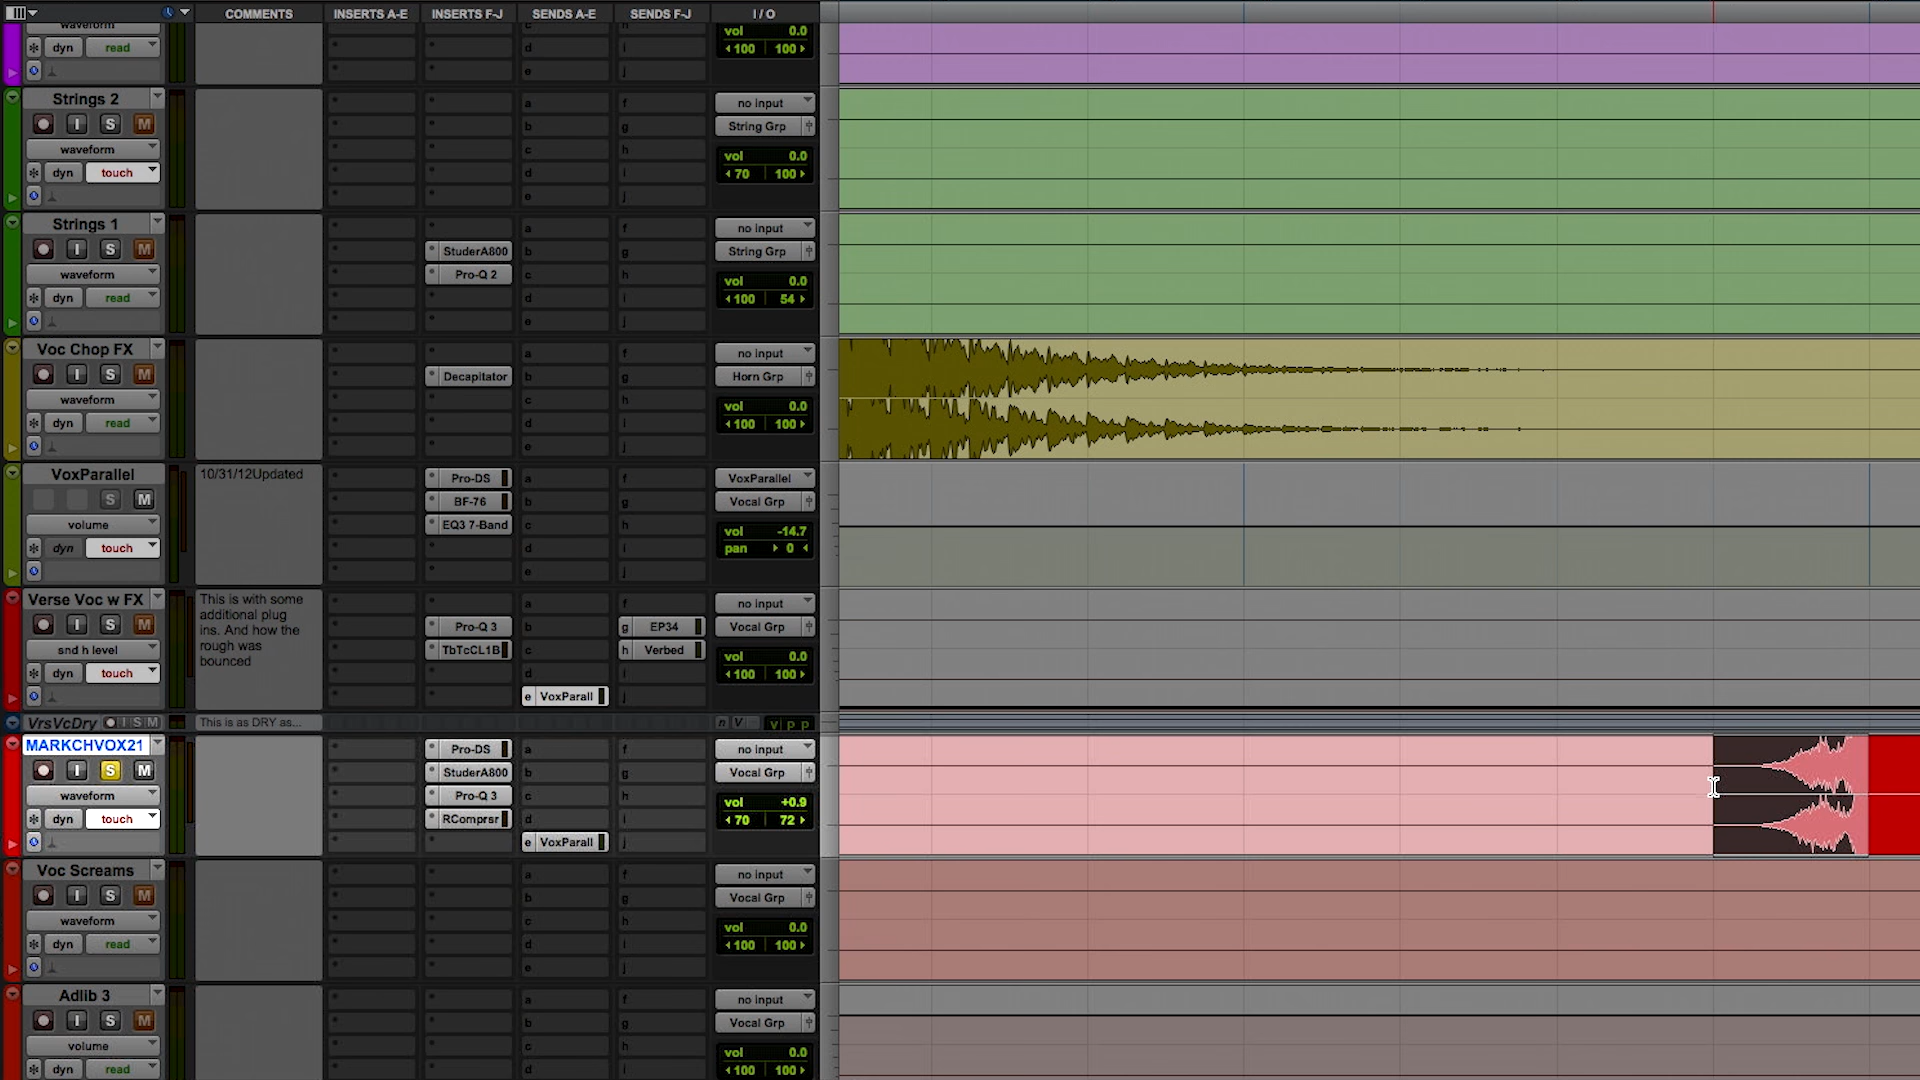 COMMENTS INSERTS A-E INSERTS F-J SENDS A-E SENDS F-J I / O
waveform
vol 0.0
dyn read d i 100 100
e j
Strings 2 a f no input
I S M b g String Grp
waveform c h vol 0.0
dyn touch d i 70 100
e j
Strings 1 a f no input
I S M StuderA800 b g String Grp
waveform Pro-Q 2 c h vol 0.0
dyn read d i 100 54
e j
Voc Chop FX a f no input
I S M Decapitator b g Horn Grp
waveform c h vol 0.0
dyn read d i 100 100
e j
VoxParallel 10/31/12Updated Pro-DS a f VoxParallel
S M BF-76 b g Vocal Grp
volume EQ3 7-Band c h vol -14.7
dyn touch d i pan 0
e j
Verse Voc w FX This is with some a f no input
additional plug
I S M ins. And how the Pro-Q 3 b g EP34 Vocal Grp
rough was
snd h level bounced TbTcCL1B c h Verbed vol 0.0
dyn touch d i 100 100
e VoxParall j
VrsVcDry I S M This is as DRY as... n V v p p
MARKCHVOX21 Pro-DS a f no input
I S M StuderA800 b g Vocal Grp
waveform Pro-Q 3 c h vol +0.9
dyn touch RComprsr d i 70 72
e VoxParall j
Voc Screams a f no input
I S M b g Vocal Grp
waveform c h vol 0.0
dyn read d i 100 100
e j
Adlib 3 a f no input
I S M b g Vocal Grp
volume c h vol 0.0
dyn read d i 100 100